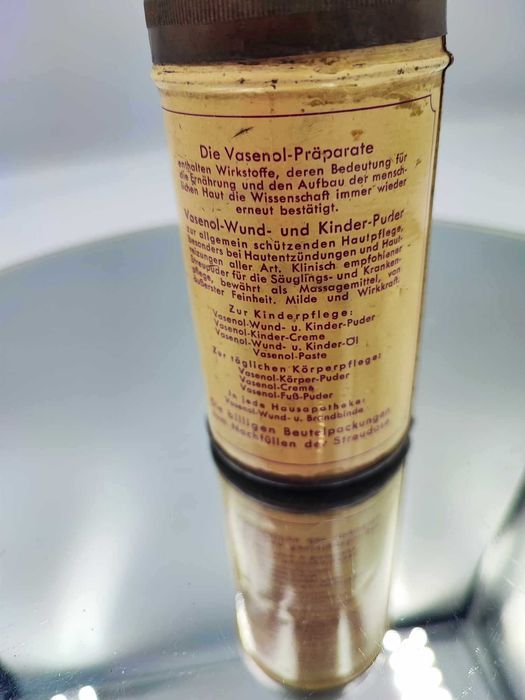 Die Vasenol-Präparate
enthalten Wirkstoffe, deren Bedeutung für
die Ernährung und den Aufbau der mensch-
lichen Haut die Wissenschaft immer wieder
erneut bestätigt.
Vasenol-Wund- und Kinder-Puder
zur allgemein schützenden Hautpflege,
besonders bei Hautentzündungen und Haut-
reizungen aller Art. Klinisch empfohlener
Streupuder für die Säuglings- und Kranken-
pflege, bewährt als Massagemittel, von
äußerster Feinheit. Milde und Wirkkraft.
Zur Kinderpflege:
Vasenol-Wund- u. Kinder-Puder
Vasenol-Kinder-Creme
Vasenol-Wund- u. Kinder-Öl
Vasenol-Paste
Zur täglichen Körperpflege:
Vasenol-Körper-Puder
Vasenol-Creme
Vasenol-Fuß-Puder
In jede Hausapotheke:
Vasenol-Wund- u. Brandbinde
Die billigen Beutelpackungen
zum Nachfüllen der Streudose